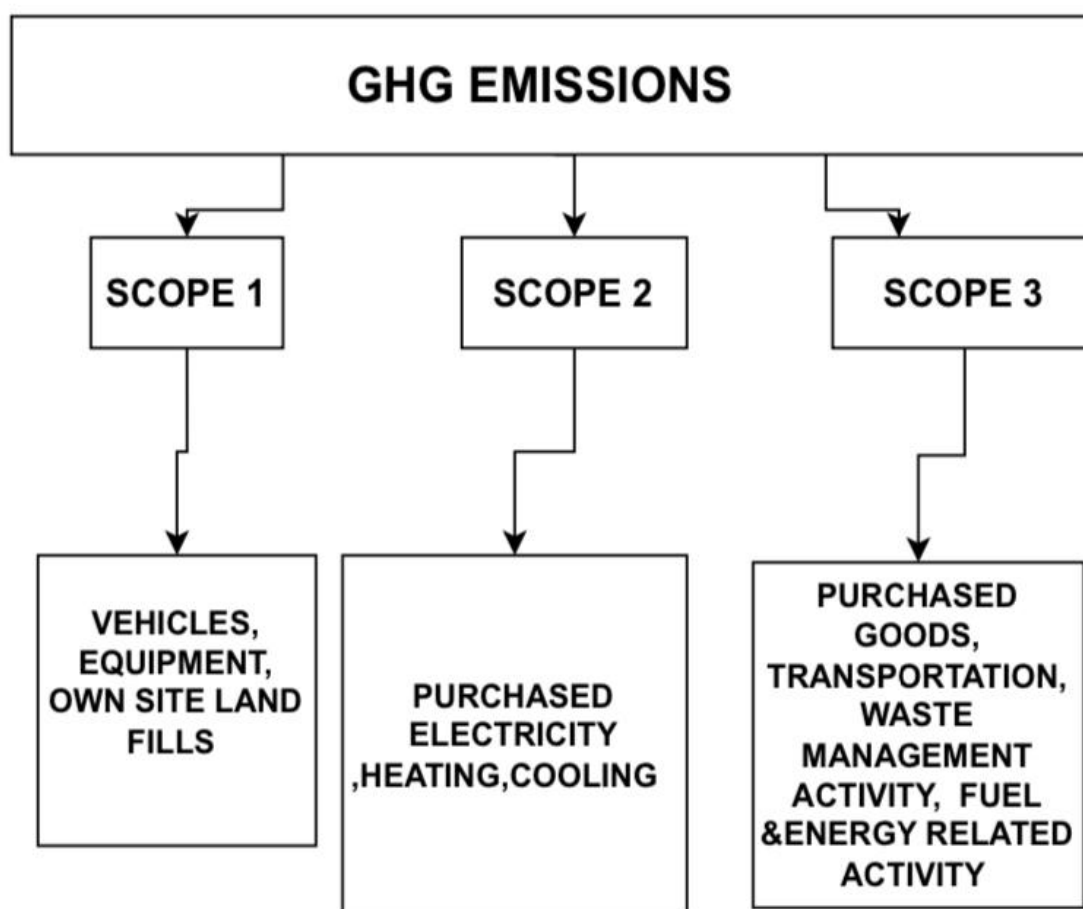 GHG EMISSIONS
SCOPE 1
SCOPE 2
SCOPE 3
VEHICLES,
EQUIPMENT,
OWN SITE LAND
FILLS
PURCHASED
ELECTRICITY
,HEATING,COOLING
PURCHASED
GOODS,
TRANSPORTATION,
WASTE
MANAGEMENT
ACTIVITY, FUEL
&ENERGY RELATED
ACTIVITY